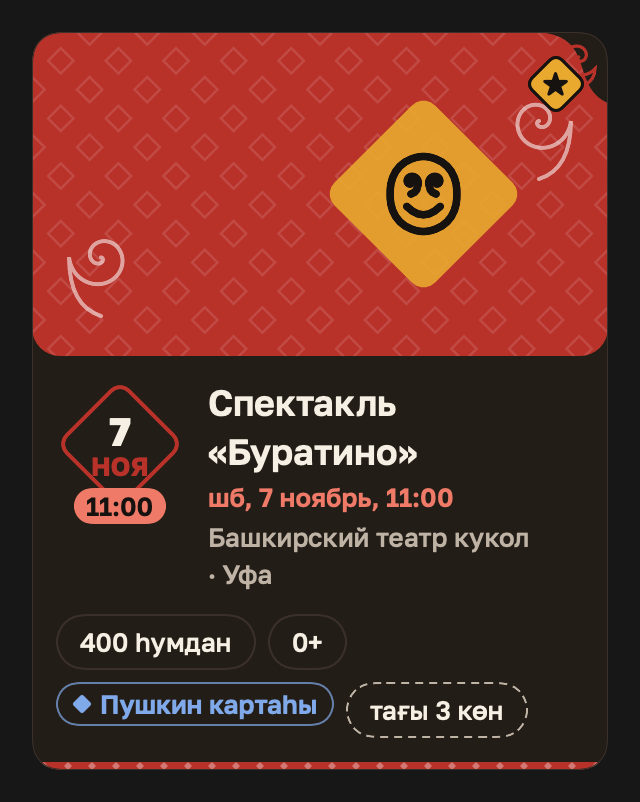 7
НОЯ
11:00
Спектакль
«Буратино»
шб, 7 ноябрь, 11:00
Башкирский театр кукол
· Уфа
400 һумдан
0+
Пушкин картаһы
тағы 3 көн